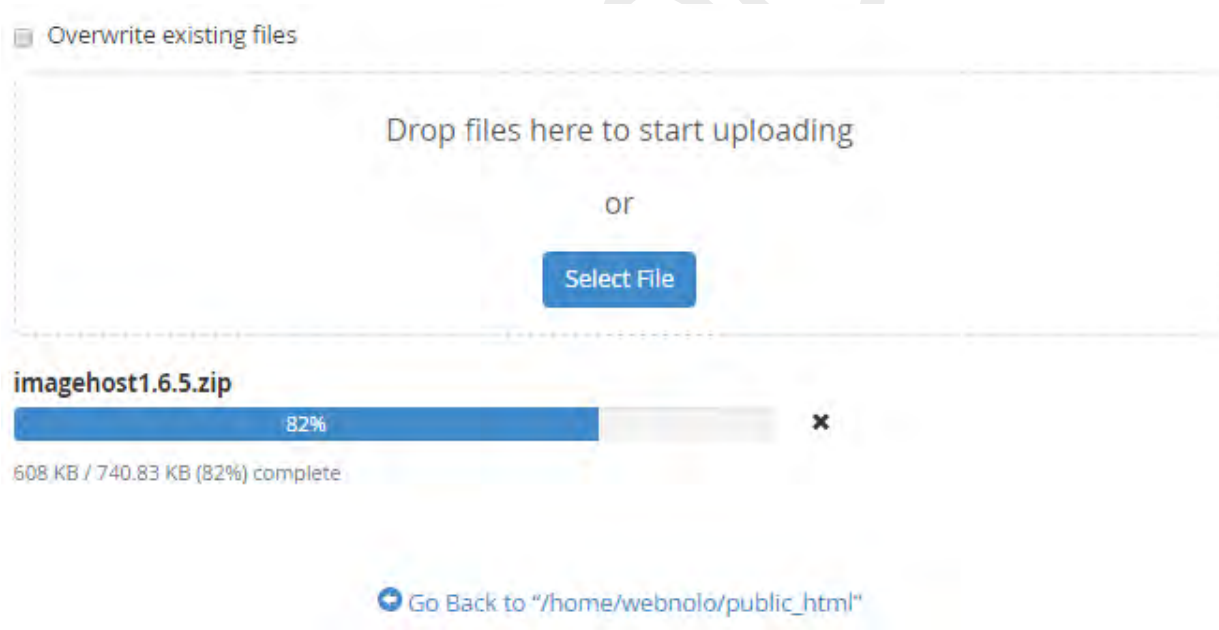 Overwrite existing files
Drop files here to start uploading
or
Select File
imagehost1.6.5.zip
82%
608 KB / 740.83 KB (82%) complete
Go Back to “/home/webnolo/public_html”